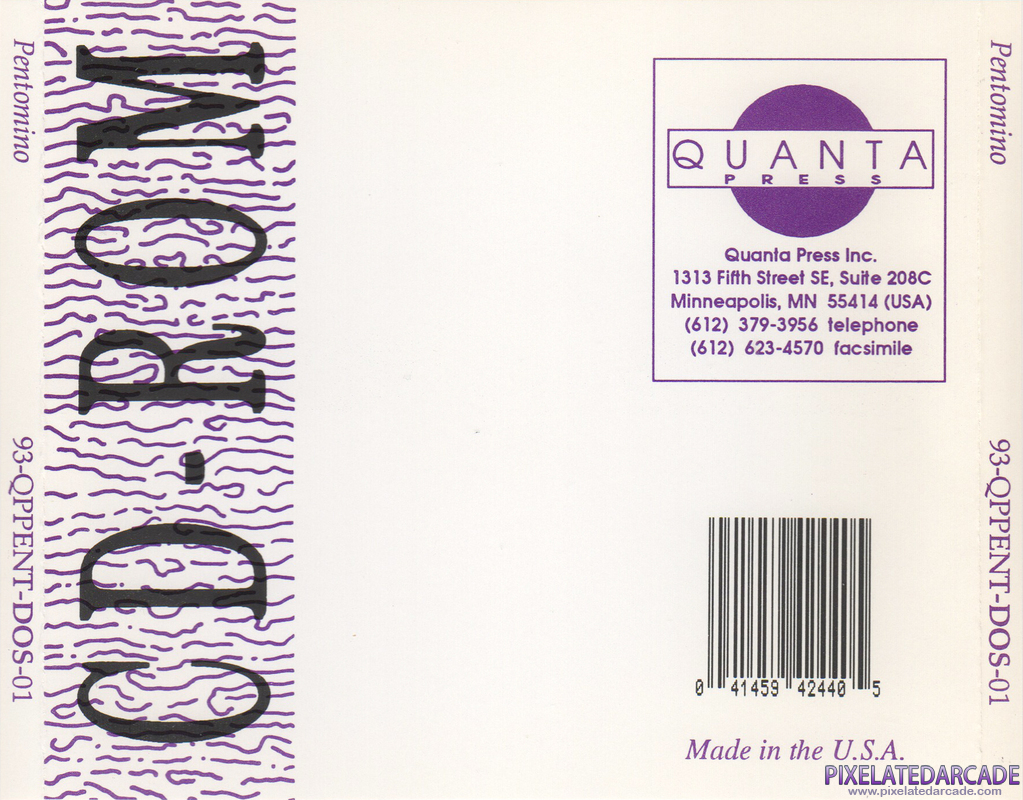 Pentomino
93-QPPENT-DOS-01
CD-ROM
QUANTA
PRESS
Quanta Press Inc.
1313 Fifth Street SE, Suite 208C
Minneapolis, MN 55414 (USA)
(612) 379-3956 telephone
(612) 623-4570 facsimile
0 41459 42440 5
Made in the U.S.A.
Pentomino
93-QPPENT-DOS-01
PIXELATEDARCADE
www.pixelatedarcade.com